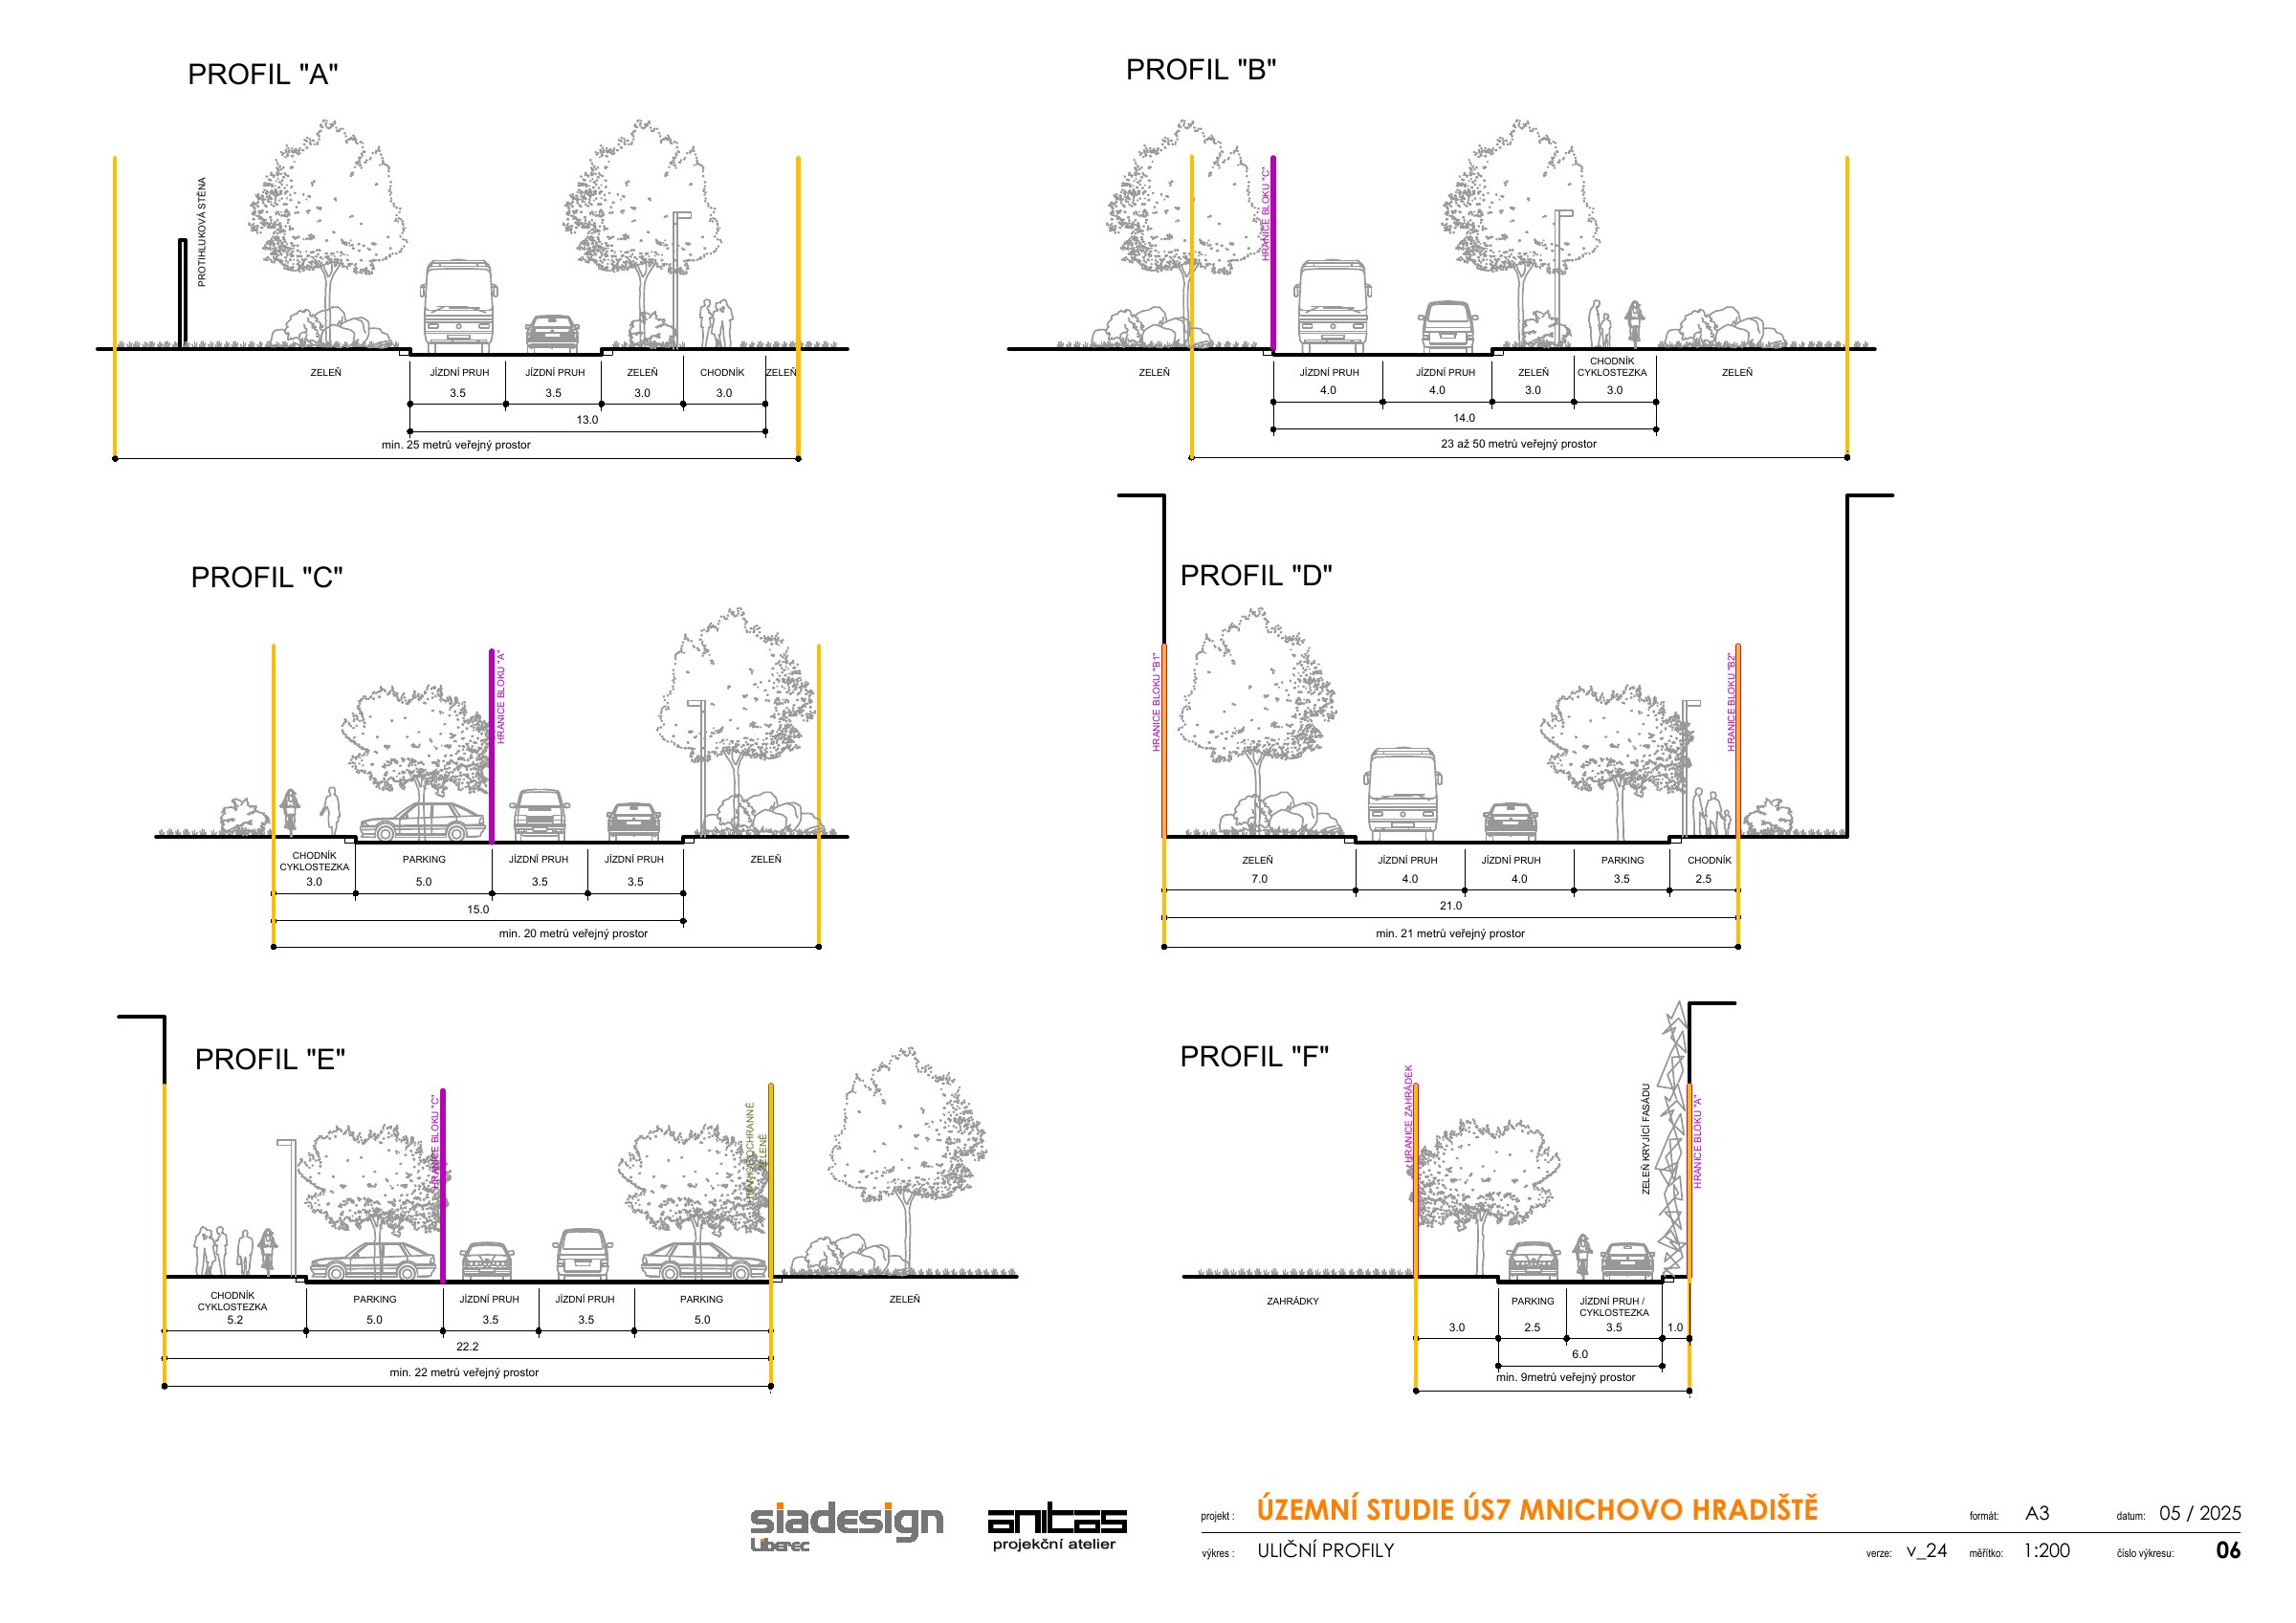 PROFIL "A"
PROTIHLUKOVÁ STĚNA
ZELEŇ
JÍZDNÍ PRUH
JÍZDNÍ PRUH
ZELEŇ
CHODNÍK
ZELEŇ
3.5
3.5
3.0
3.0
13.0
min. 25 metrů veřejný prostor
PROFIL "B"
HRANICE BLOKU "C"
ZELEŇ
JÍZDNÍ PRUH
JÍZDNÍ PRUH
ZELEŇ
CHODNÍK
CYKLOSTEZKA
ZELEŇ
4.0
4.0
3.0
3.0
14.0
23 až 50 metrů veřejný prostor
PROFIL "C"
HRANICE BLOKU "A"
CHODNÍK
CYKLOSTEZKA
PARKING
JÍZDNÍ PRUH
JÍZDNÍ PRUH
ZELEŇ
3.0
5.0
3.5
3.5
15.0
min. 20 metrů veřejný prostor
PROFIL "D"
HRANICE BLOKU "B1"
HRANICE BLOKU "B2"
ZELEŇ
JÍZDNÍ PRUH
JÍZDNÍ PRUH
PARKING
CHODNÍK
7.0
4.0
4.0
3.5
2.5
21.0
min. 21 metrů veřejný prostor
PROFIL "E"
HRANICE BLOKU "C"
ZELENĚ
CHODNÍK
CYKLOSTEZKA
PARKING
JÍZDNÍ PRUH
JÍZDNÍ PRUH
PARKING
ZELEŇ
5.2
5.0
3.5
3.5
5.0
22.2
min. 22 metrů veřejný prostor
PROFIL "F"
HRANICE ZAHRÁDEK
ZELEŇ KRYJÍCÍ FASÁDU
HRANICE BLOKU "A"
ZAHRÁDKY
PARKING
JÍZDNÍ PRUH /
CYKLOSTEZKA
3.0
2.5
3.5
1.0
6.0
min. 9metrů veřejný prostor
siadesign
Liberec
anitas
projekční atelier
projekt : ÚZEMNÍ STUDIE ÚS7 MNICHOVO HRADIŠTĚ formát: A3 datum: 05 / 2025
výkres : ULIČNÍ PROFILY verze: v_24 měřítko: 1:200 číslo výkresu: 06